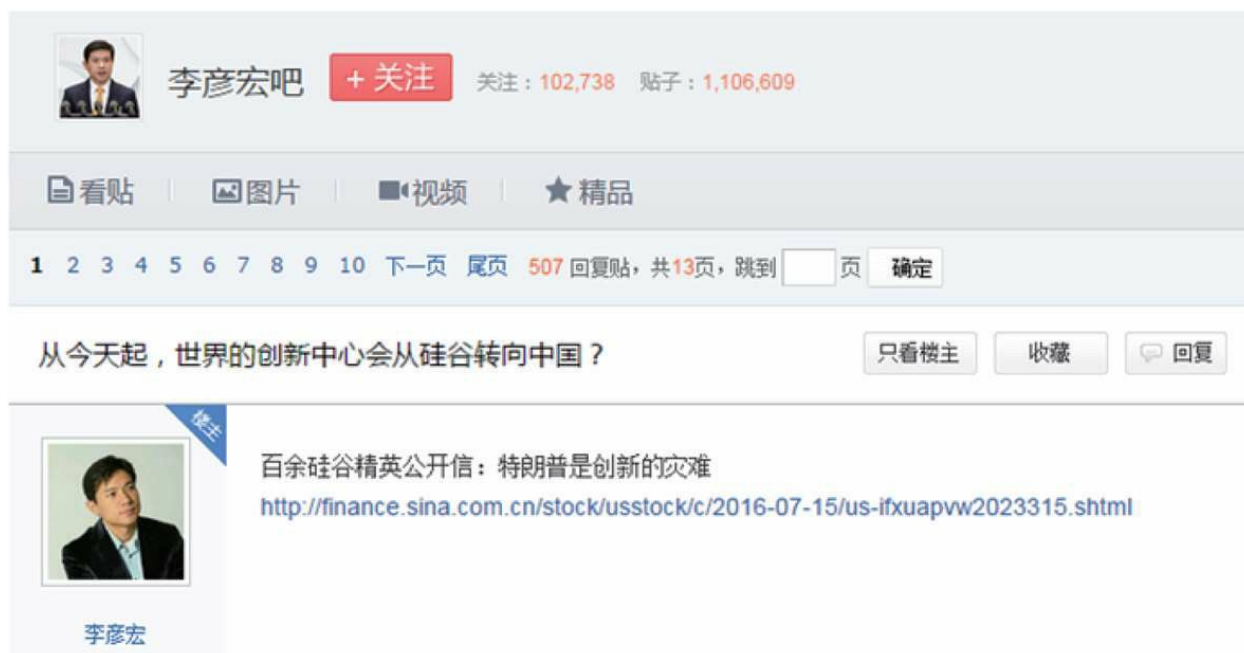 李彦宏吧 + 关注 关注：102,738 贴子：1,106,609
看贴 图片 视频 精品
1 2 3 4 5 6 7 8 9 10 下一页 尾页 507 回复贴，共13页，跳到 页 确定
从今天起，世界的创新中心会从硅谷转向中国？ 只看楼主 收藏 回复
楼主
百余硅谷精英公开信：特朗普是创新的灾难
http://finance.sina.com.cn/stock/usstock/c/2016-07-15/us-ifxuapvw2023315.shtml
李彦宏